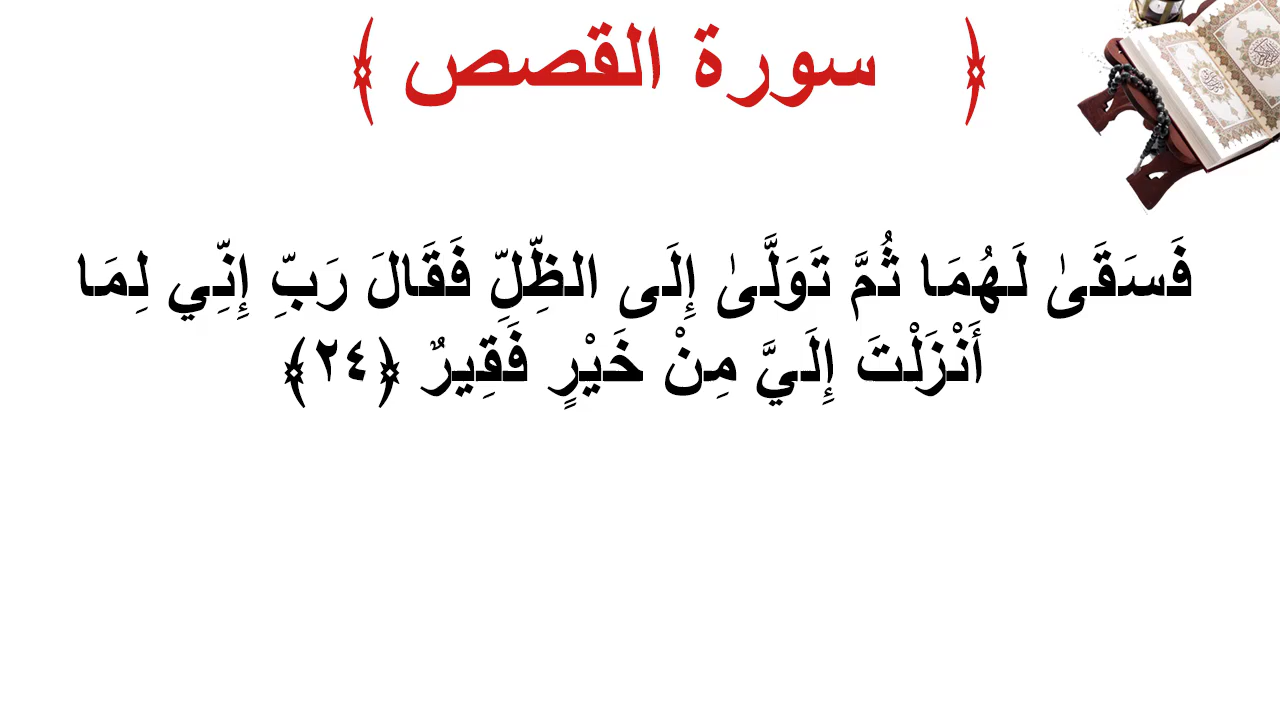 ﴿ سورة القصص ﴾
فَسَقَىٰ لَهُمَا ثُمَّ تَوَلَّىٰ إِلَى الظِّلِّ فَقَالَ رَبِّ إِنِّي لِمَا
أَنْزَلْتَ إِلَيَّ مِنْ خَيْرٍ فَقِيرٌ ﴿٢٤﴾